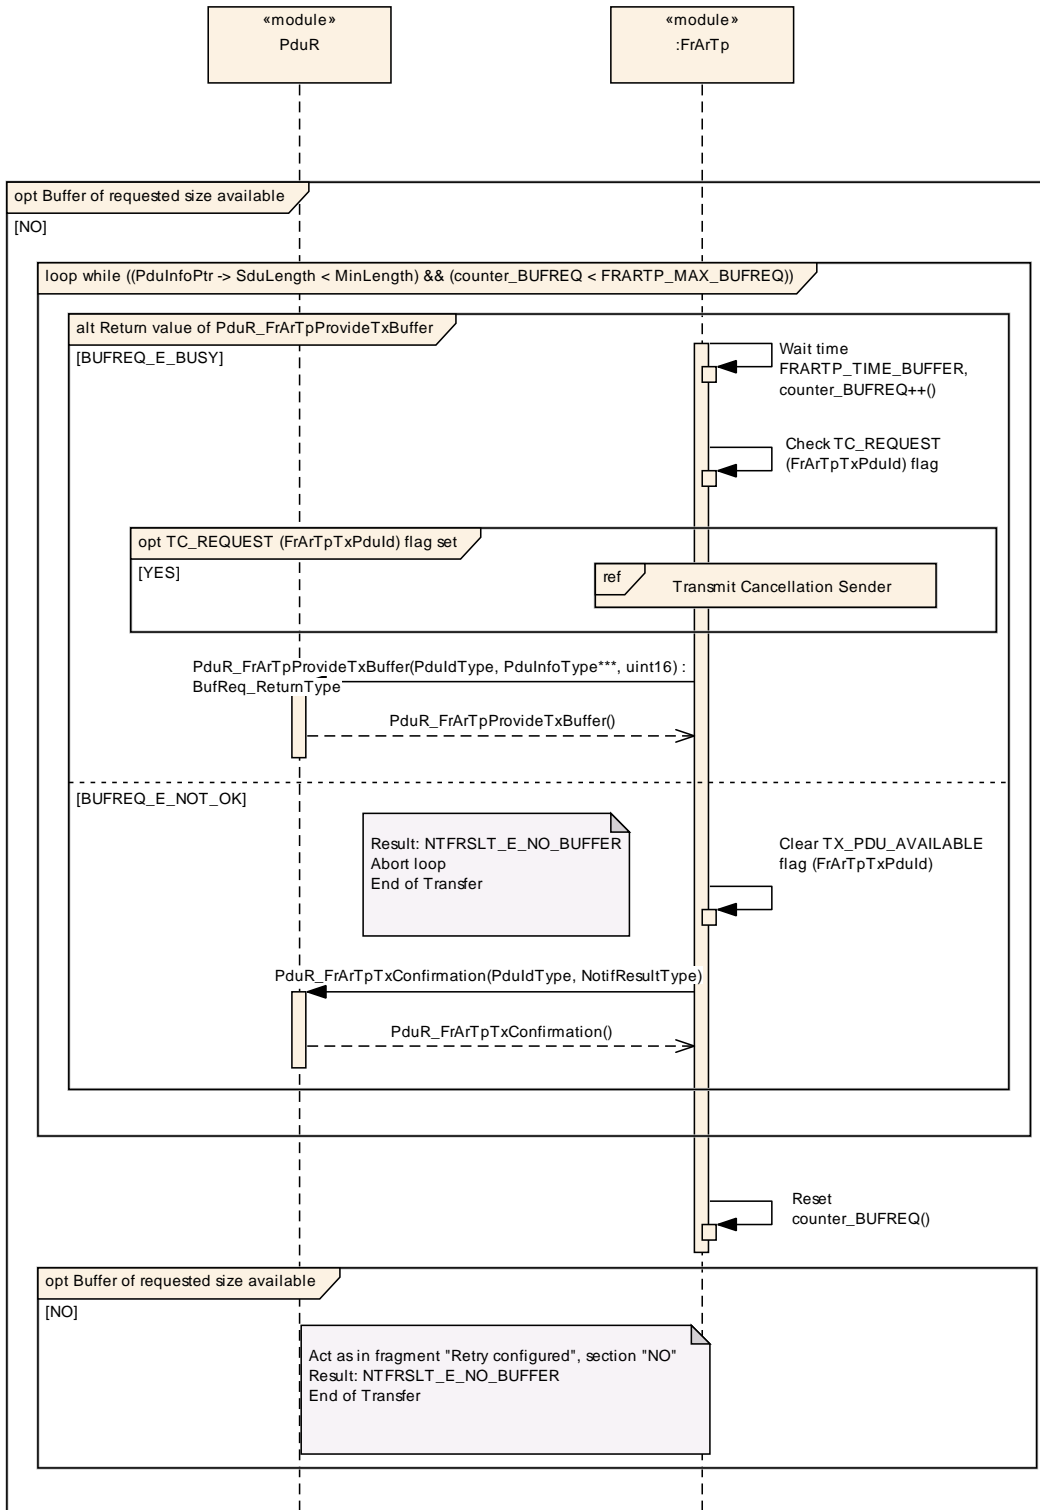 «module»
PduR
«module»
:FrArTp
opt Buffer of requested size available
[NO]
loop while ((PduInfoPtr -> SduLength < MinLength) && (counter_BUFREQ < FRARTP_MAX_BUFREQ))
alt Return value of PduR_FrArTpProvideTxBuffer
[BUFREQ_E_BUSY]
Wait time
FRARTP_TIME_BUFFER,
counter_BUFREQ++()
Check TC_REQUEST
(FrArTpTxPduId) flag
opt TC_REQUEST (FrArTpTxPduId) flag set
[YES]
ref
Transmit Cancellation Sender
PduR_FrArTpProvideTxBuffer(PduIdType, PduInfoType***, uint16) :
BufReq_ReturnType
PduR_FrArTpProvideTxBuffer()
[BUFREQ_E_NOT_OK]
Result: NTFRSLT_E_NO_BUFFER
Abort loop
End of Transfer
Clear TX_PDU_AVAILABLE
flag (FrArTpTxPduId)
PduR_FrArTpTxConfirmation(PduIdType, NotifResultType)
PduR_FrArTpTxConfirmation()
Reset
counter_BUFREQ()
opt Buffer of requested size available
[NO]
Act as in fragment "Retry configured", section "NO"
Result: NTFRSLT_E_NO_BUFFER
End of Transfer